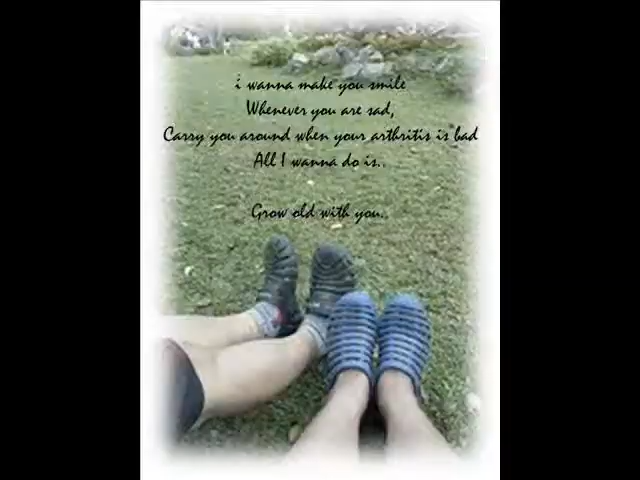 i wanna make you smile
Whenever you are sad,
Carry you around when your arthritis is bad
All I wanna do is..
Grow old with you..